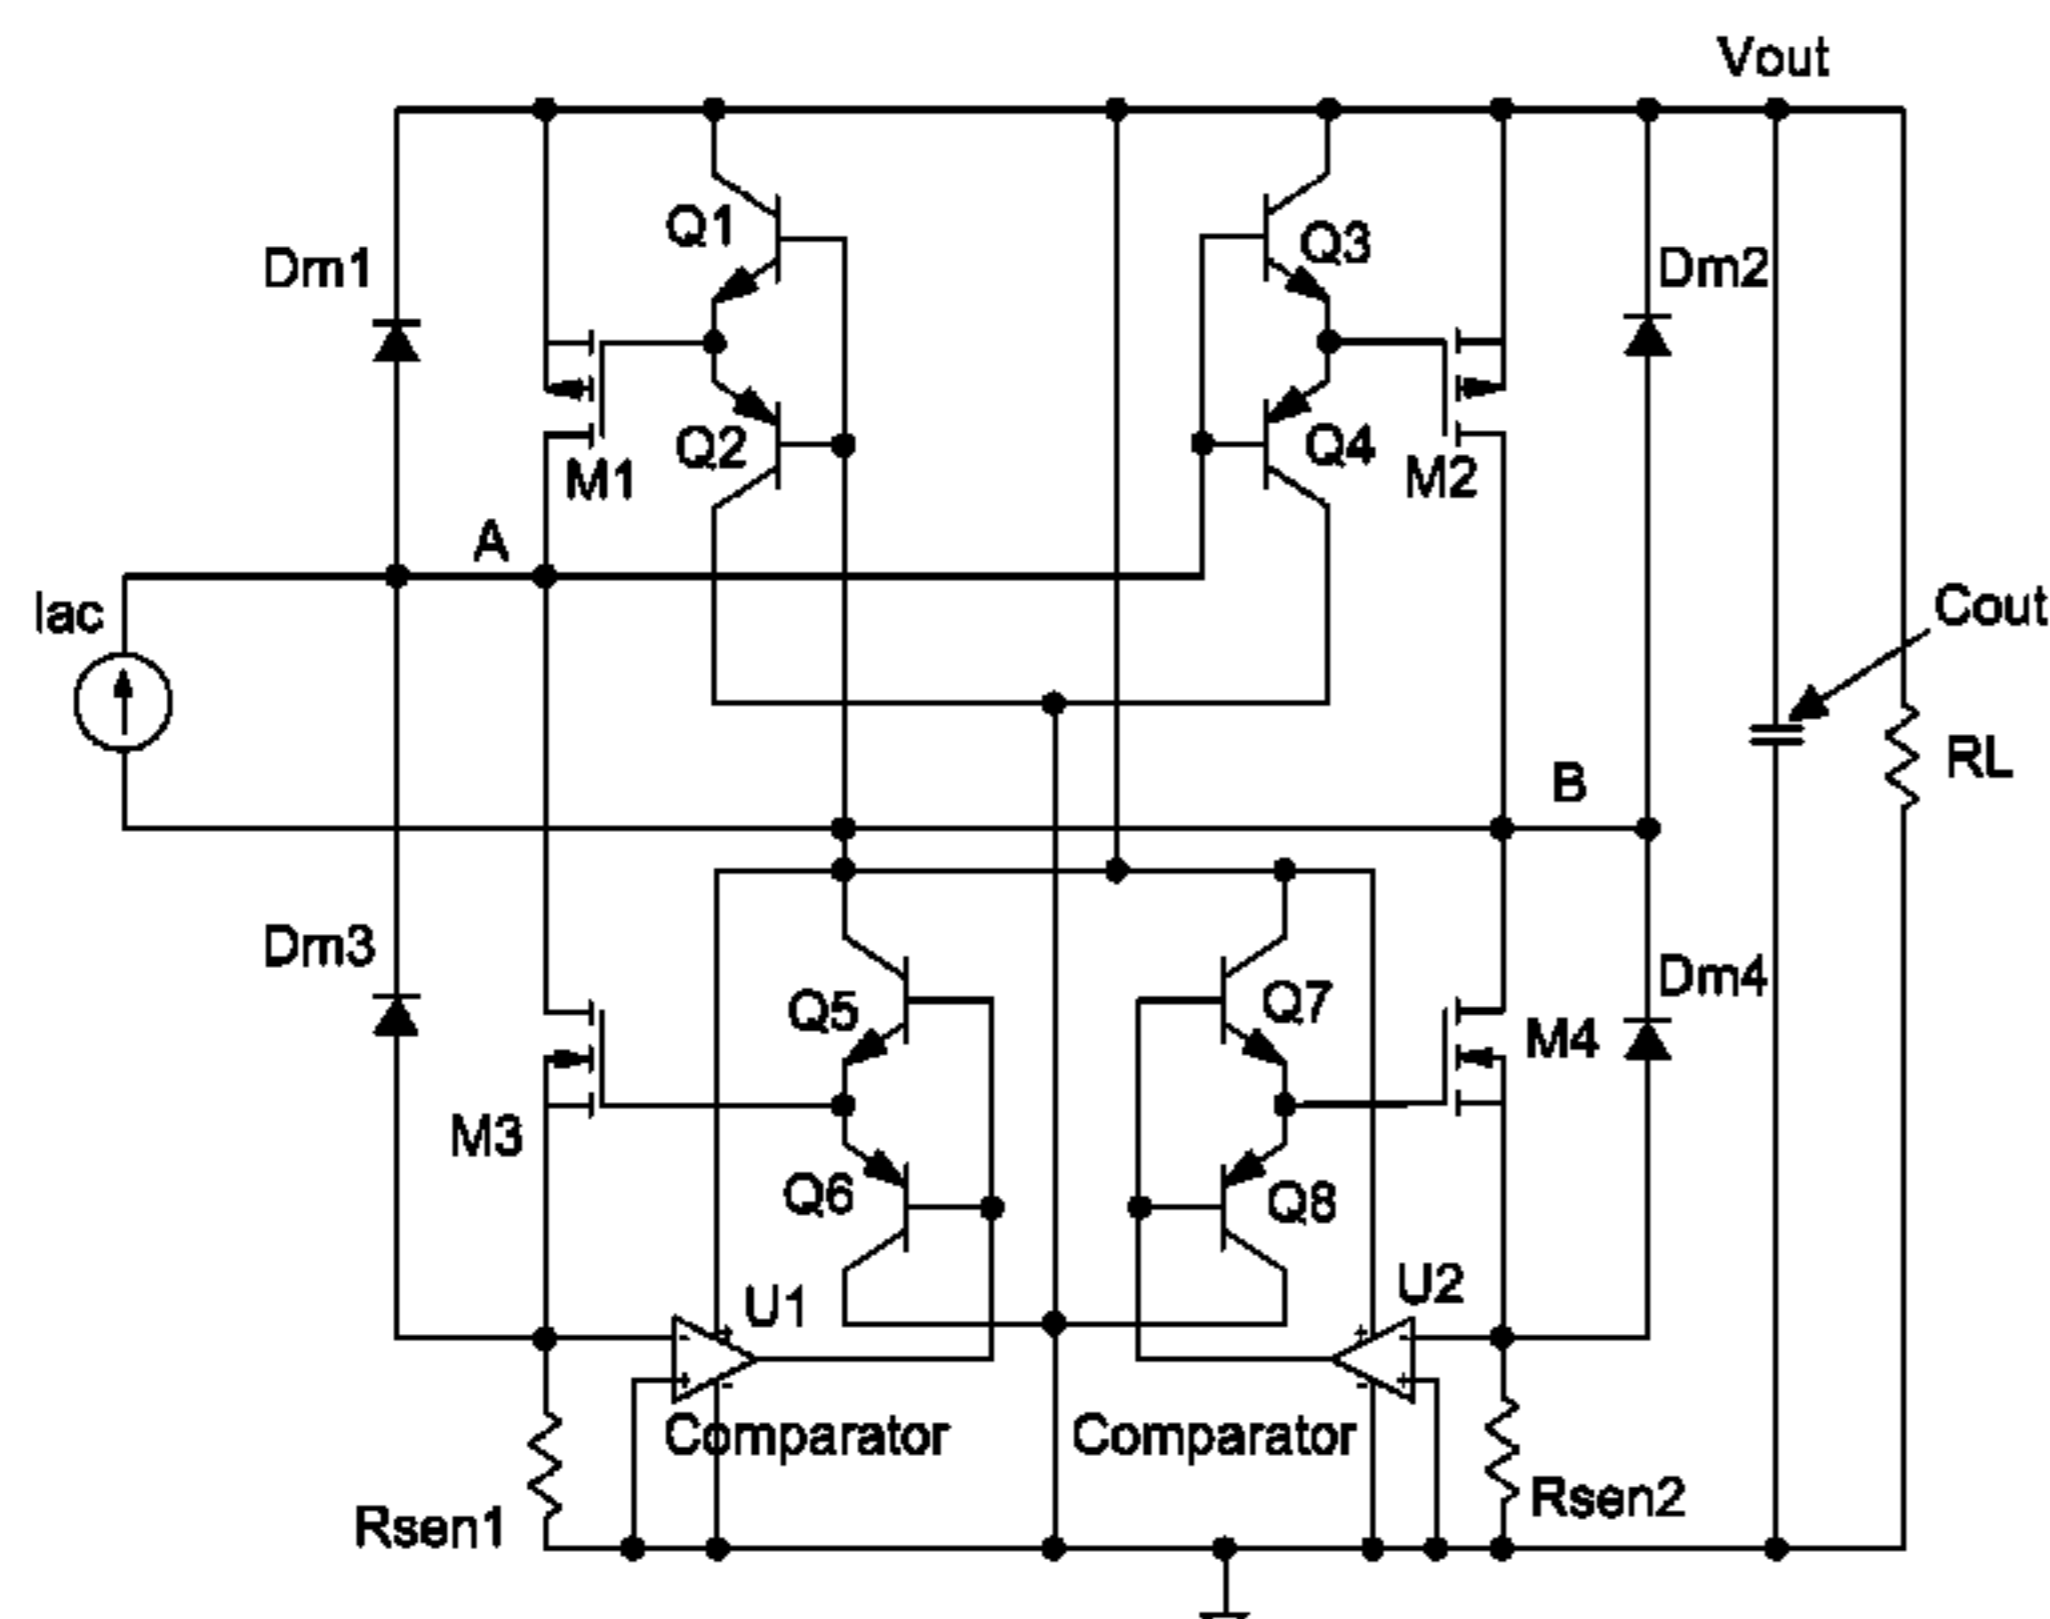 Vout
Q1
Q3
Dm1
Dm2
Q2
Q4
M1
M2
A
Iac
Cout
RL
B
Dm3
Dm4
Q5
Q7
M4
M3
Q6
Q8
U1
U2
- +
+ -
+ -
- +
Comparator
Comparator
Rsen1
Rsen2